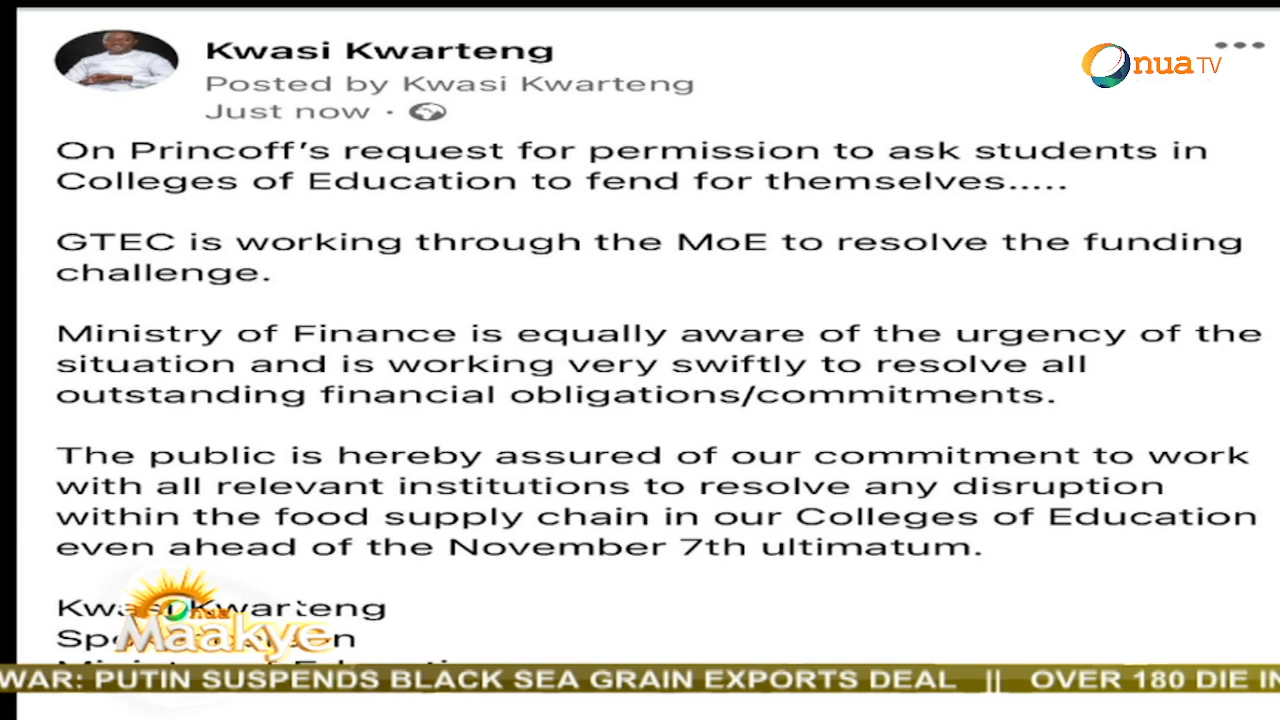 Kwasi Kwarteng
Posted by Kwasi Kwarteng
Just now ·
onua TV
On Princoff's request for permission to ask students in
Colleges of Education to fend for themselves.....
GTEC is working through the MoE to resolve the funding
challenge.
Ministry of Finance is equally aware of the urgency of the
situation and is working very swiftly to resolve all
outstanding financial obligations/commitments.
The public is hereby assured of our commitment to work
with all relevant institutions to resolve any disruption
within the food supply chain in our Colleges of Education
even ahead of the November 7th ultimatum.
Kwasi Kwarteng
Onua
Maakye
WAR: PUTIN SUSPENDS BLACK SEA GRAIN EXPORTS DEAL || OVER 180 DIE IN